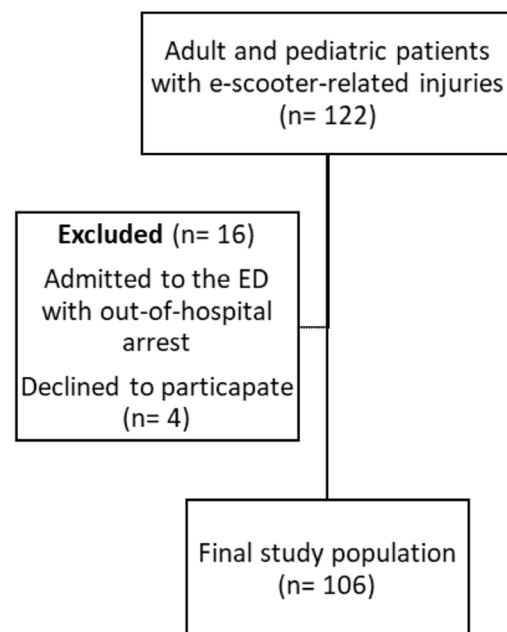 Adult and pediatric patients
with e-scooter-related injuries
(n= 122)
Excluded (n= 16)
Admitted to the ED
with out-of-hospital
arrest
Declined to particapate
(n= 4)
Final study population
(n= 106)